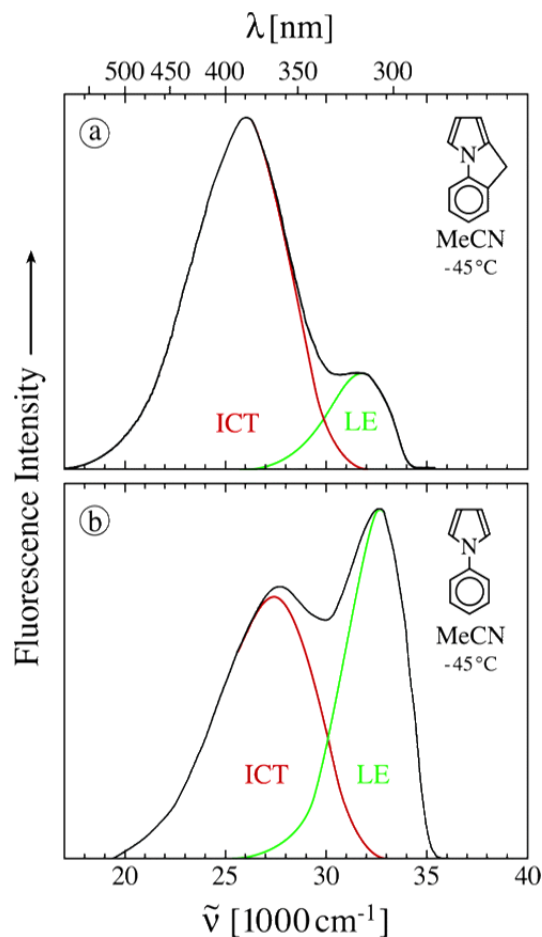 λ [nm]
500 450 400 350 300
a
N
MeCN
-45°C
ICT LE
Fluorescence Intensity
b
N
MeCN
-45°C
ICT LE
20 25 30 35 40
ν̃ [1000 cm⁻¹]